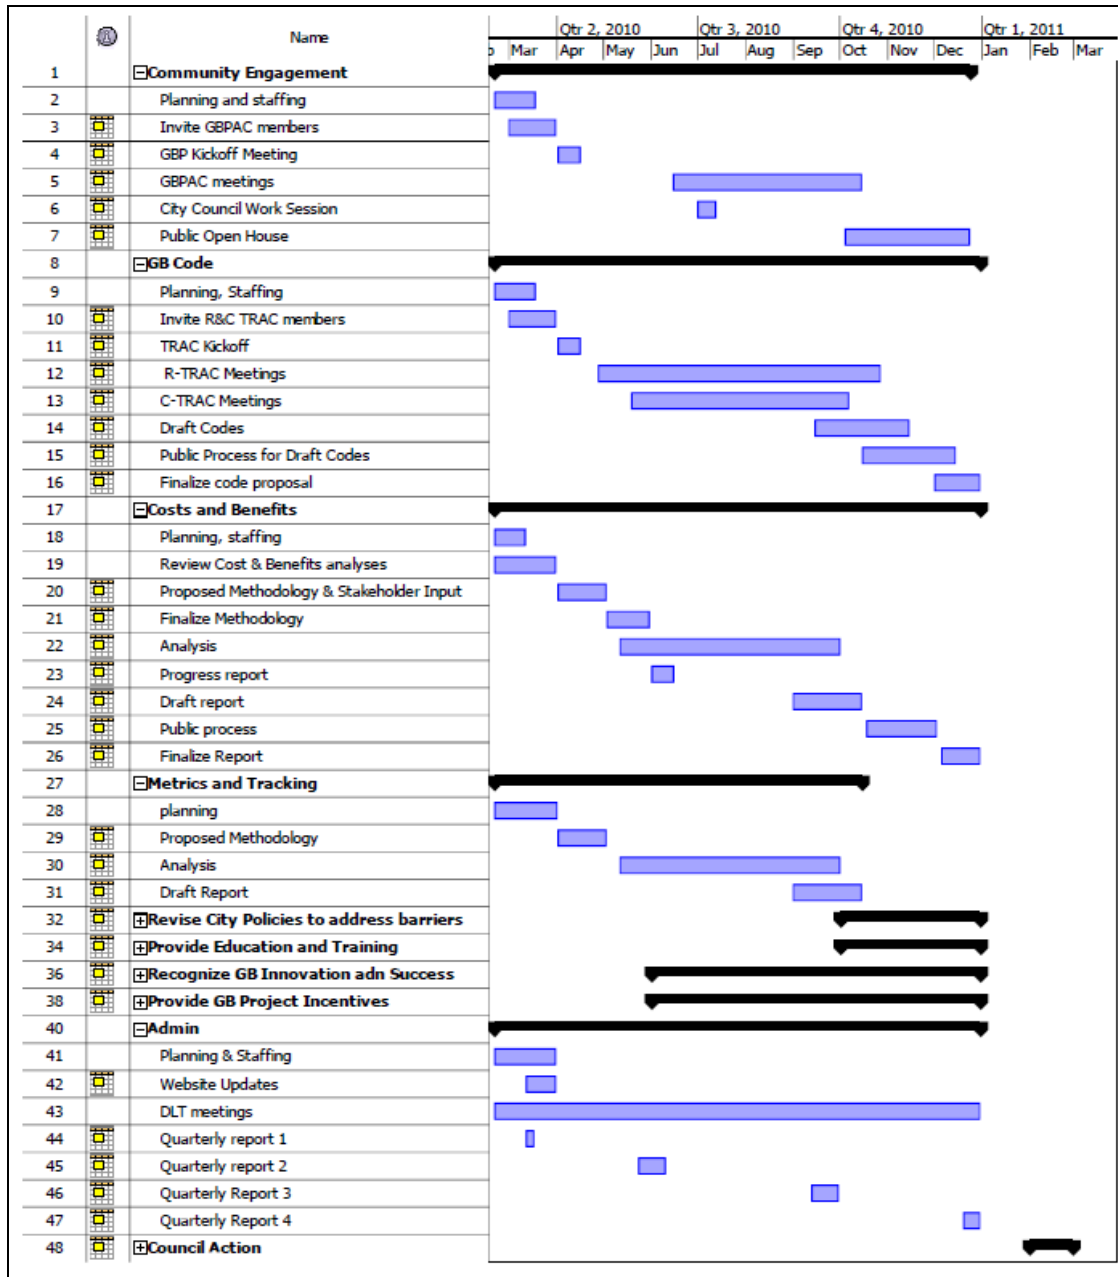 Name
Qtr 2, 2010 Qtr 3, 2010 Qtr 4, 2010 Qtr 1, 2011
Mar Apr May Jun Jul Aug Sep Oct Nov Dec Jan Feb Mar
1 Community Engagement
2 Planning and staffing
3 Invite GBPAC members
4 GBP Kickoff Meeting
5 GBPAC meetings
6 City Council Work Session
7 Public Open House
8 GB Code
9 Planning, Staffing
10 Invite R&C TRAC members
11 TRAC Kickoff
12 R-TRAC Meetings
13 C-TRAC Meetings
14 Draft Codes
15 Public Process for Draft Codes
16 Finalize code proposal
17 Costs and Benefits
18 Planning, staffing
19 Review Cost & Benefits analyses
20 Proposed Methodology & Stakeholder Input
21 Finalize Methodology
22 Analysis
23 Progress report
24 Draft report
25 Public process
26 Finalize Report
27 Metrics and Tracking
28 planning
29 Proposed Methodology
30 Analysis
31 Draft Report
32 Revise City Policies to address barriers
34 Provide Education and Training
36 Recognize GB Innovation adn Success
38 Provide GB Project Incentives
40 Admin
41 Planning & Staffing
42 Website Updates
43 DLT meetings
44 Quarterly report 1
45 Quarterly report 2
46 Quarterly Report 3
47 Quarterly Report 4
48 Council Action